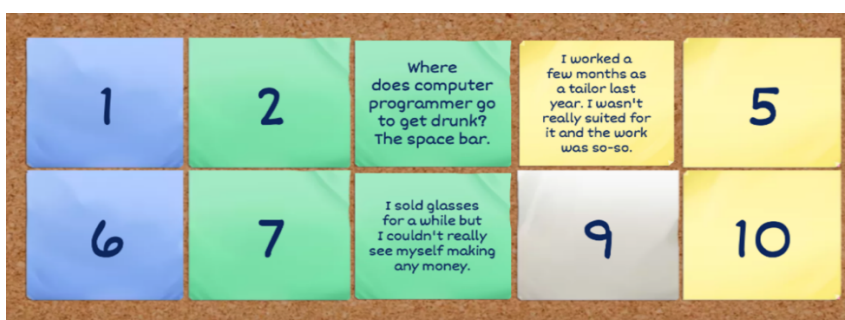 1
2
Where
does computer
programmer go
to get drunk?
The space bar.
I worked a
few months as
a tailor last
year. I wasn't
really suited for
it and the work
was so-so.
5
6
7
I sold glasses
for a while but
I couldn't really
see myself making
any money.
9
10